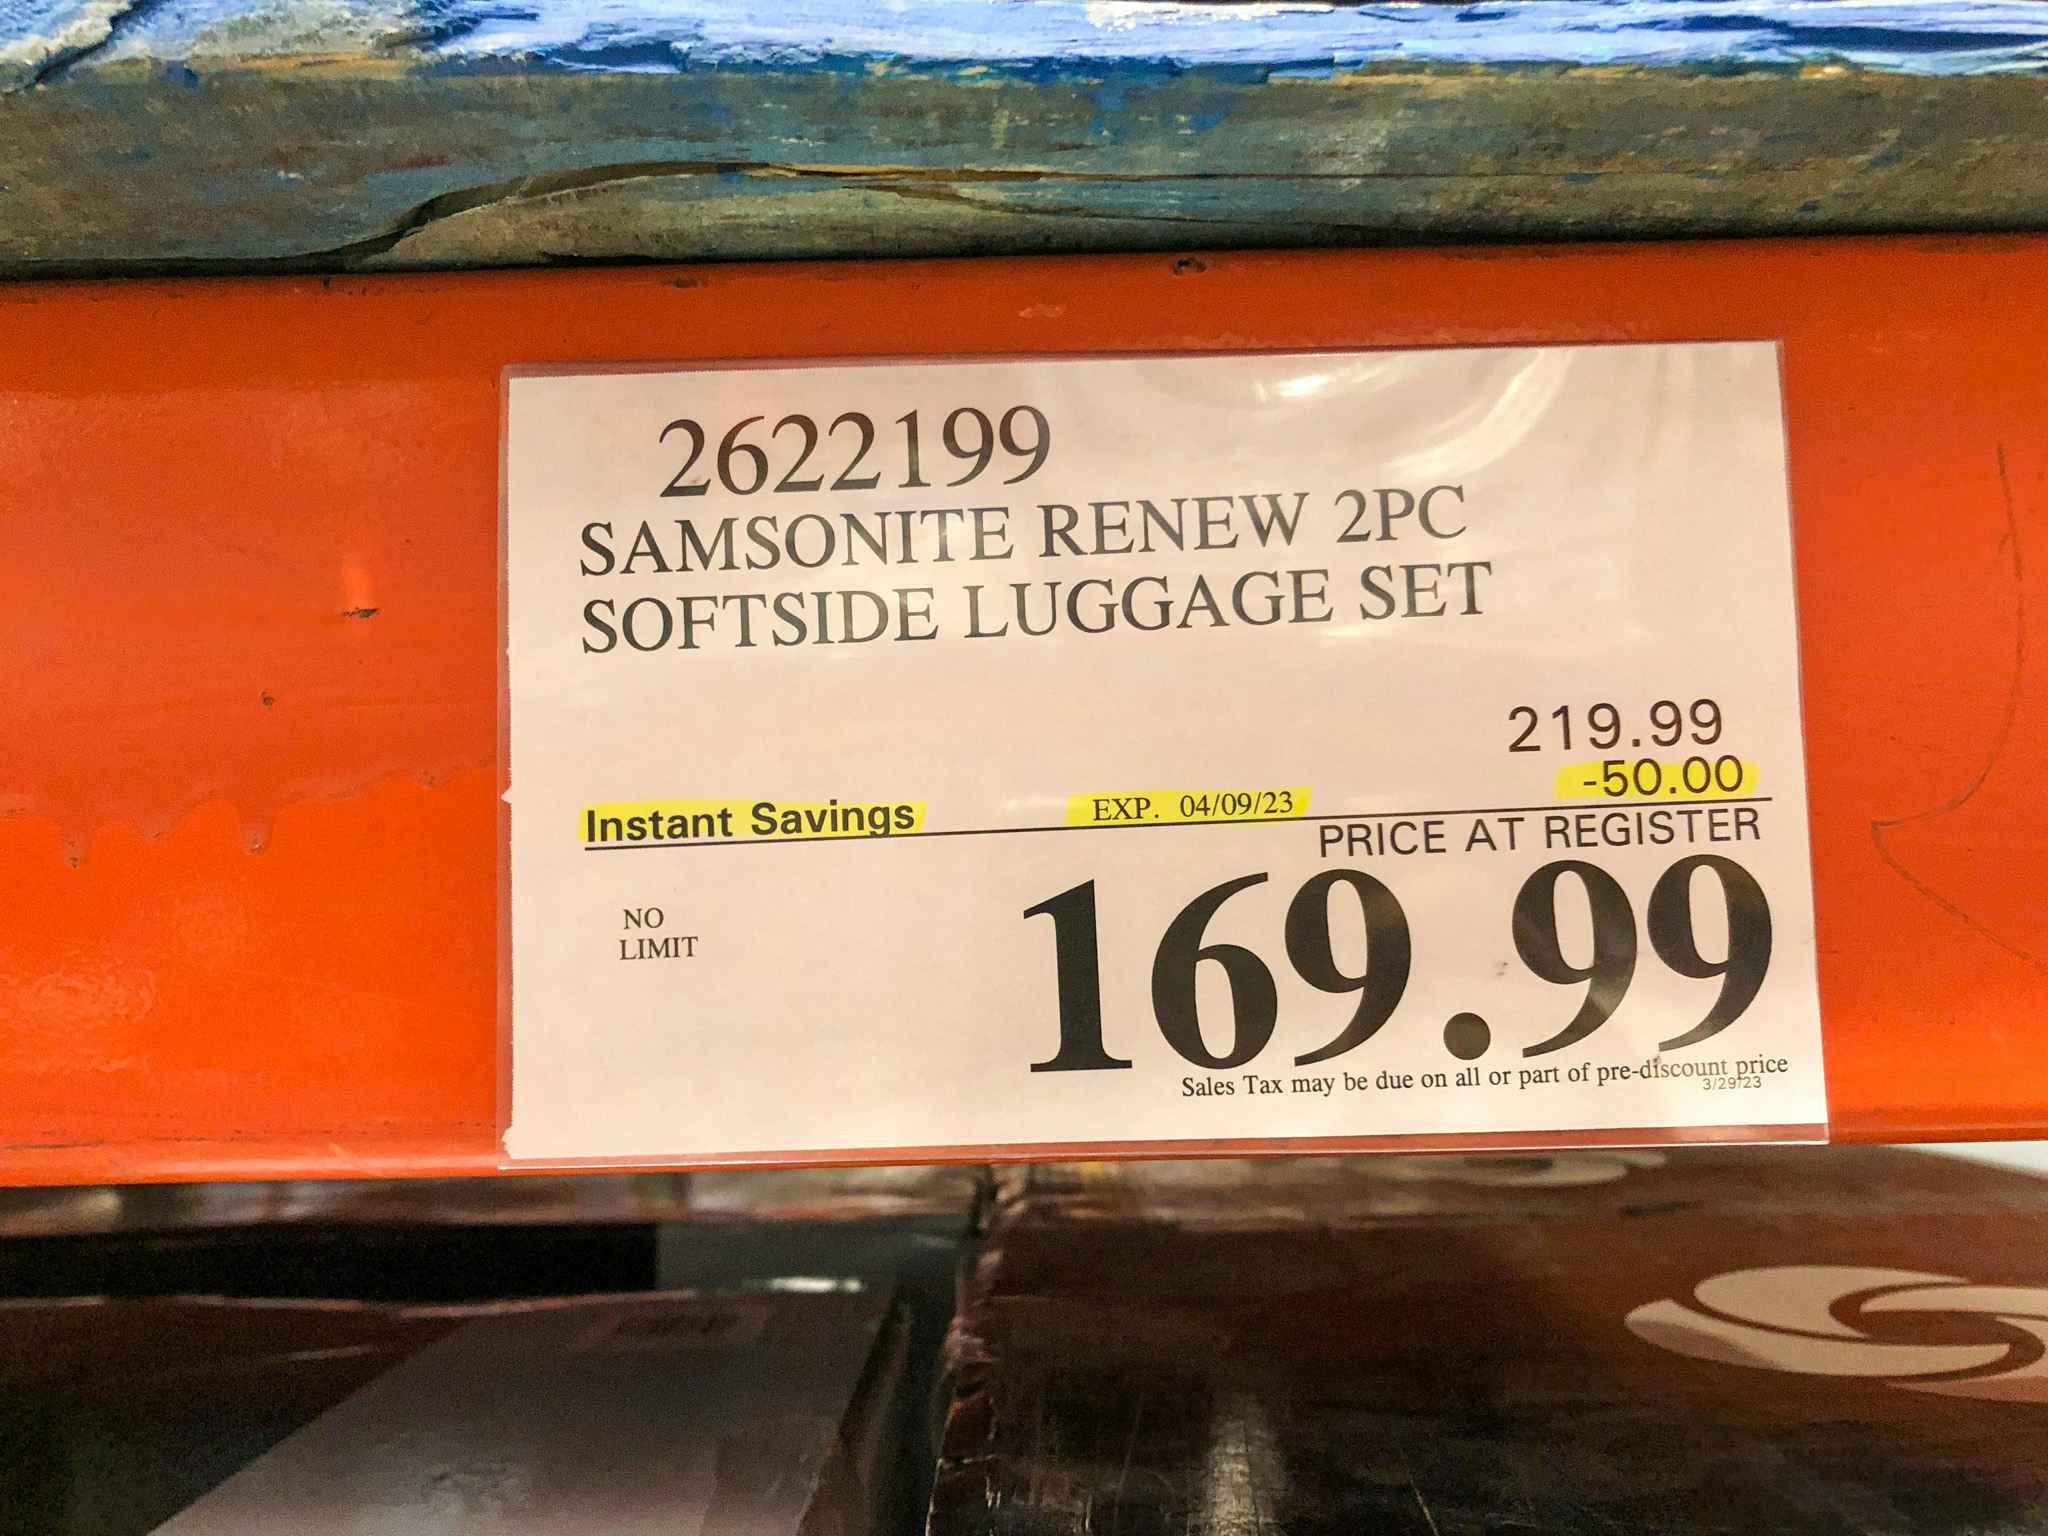 2622199
SAMSONITE RENEW 2PC
SOFTSIDE LUGGAGE SET
219.99
-50.00
Instant Savings EXP. 04/09/23
PRICE AT REGISTER
NO
LIMIT
169.99
Sales Tax may be due on all or part of pre-discount price
3/29/23